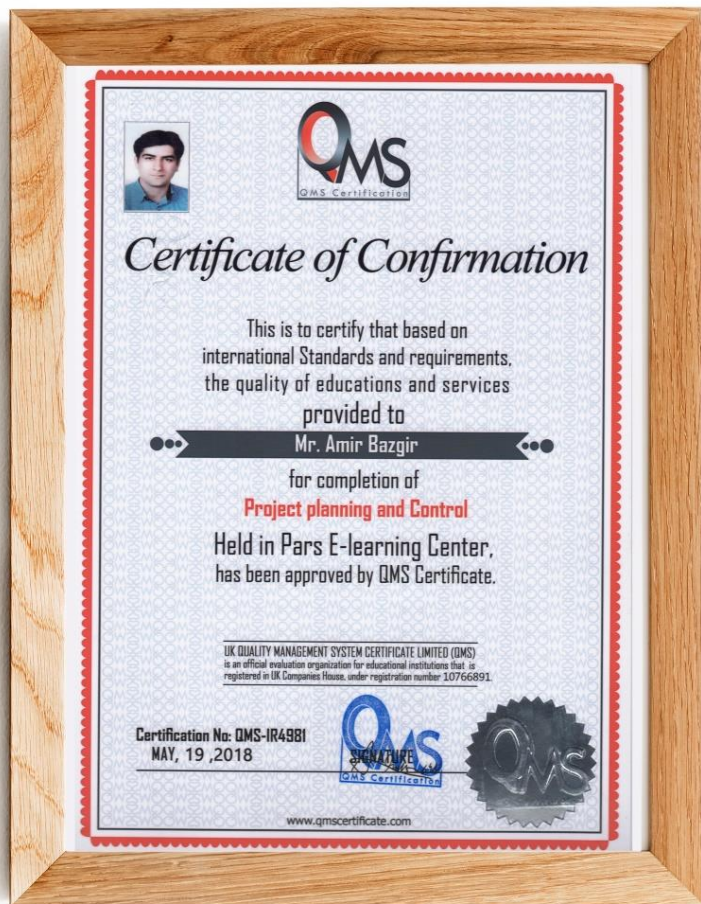 QMS
QMS Certification
Certificate of Confirmation
This is to certify that based on
international Standards and requirements,
the quality of educations and services
provided to
Mr. Amir Bazgir
for completion of
Project planning and Control
Held in Pars E-learning Center,
has been approved by QMS Certificate.
UK QUALITY MANAGEMENT SYSTEM CERTIFICATE LIMITED (QMS)
is an official evaluation organization for educational institutions that is
registered in UK Companies House, under registration number 10766891
Certification No: QMS-IR4981
MAY, 19 ,2018
SIGNATURE
QMS
QMS Certification
QMS
www.qmscertificate.com